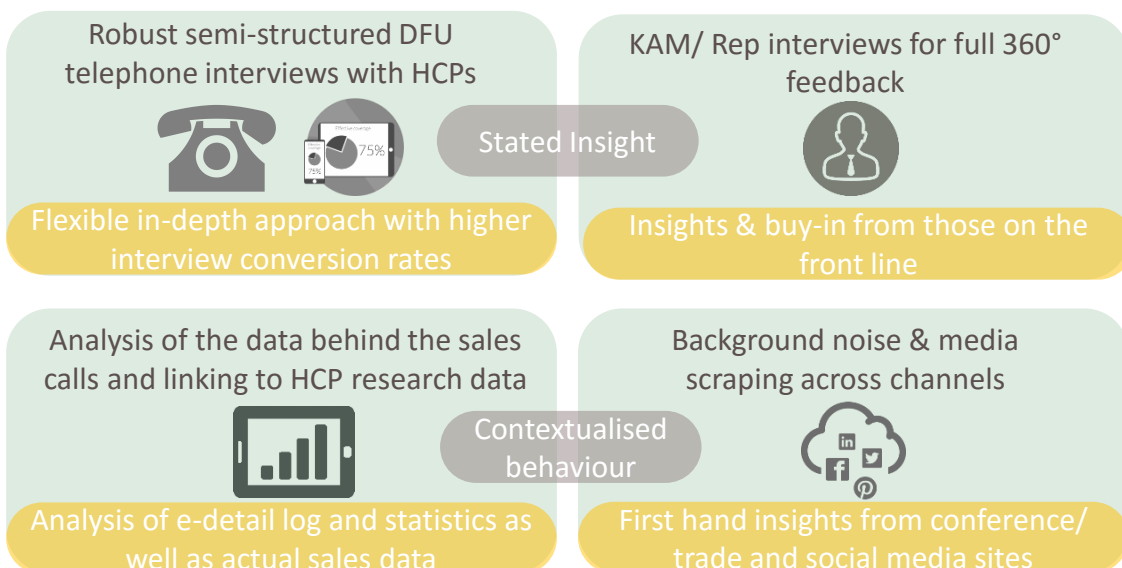 Robust semi-structured DFU
telephone interviews with HCPs
Effective coverage
75%
75%
Flexible in-depth approach with higher
interview conversion rates
Stated Insight
KAM/ Rep interviews for full 360°
feedback
Insights & buy-in from those on the
front line
Analysis of the data behind the sales
calls and linking to HCP research data
Analysis of e-detail log and statistics as
well as actual sales data
Contextualised
behaviour
Background noise & media
scraping across channels
in
f
First hand insights from conference/
trade and social media sites